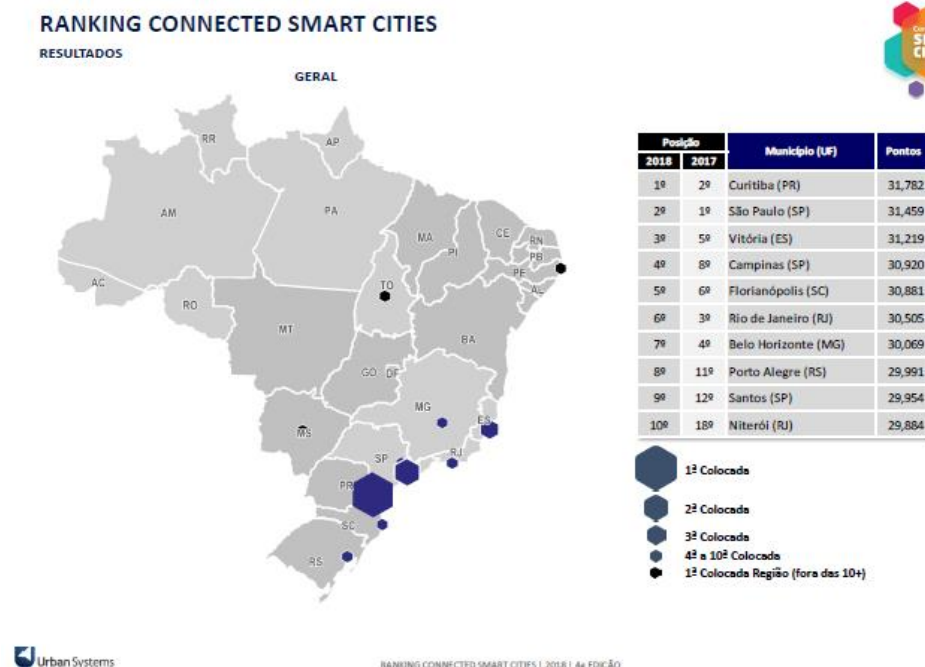 RANKING CONNECTED SMART CITIES
RESULTADOS
GERAL
RR
AP
AM
PA
MA
CE
RN
PI
PB
PE
AC
TO
AL
RO
MT
BA
GO DF
MG
ES
MS
SP
RJ
PR
SC
RS
Posição Município (UF) Pontos
2018 2017
1º 2º Curitiba (PR) 31,782
2º 1º São Paulo (SP) 31,459
3º 5º Vitória (ES) 31,219
4º 8º Campinas (SP) 30,920
5º 6º Florianópolis (SC) 30,881
6º 3º Rio de Janeiro (RJ) 30,505
7º 4º Belo Horizonte (MG) 30,069
8º 11º Porto Alegre (RS) 29,991
9º 12º Santos (SP) 29,954
10º 18º Niterói (RJ) 29,884
1ª Colocada
2ª Colocada
3ª Colocada
4ª a 10ª Colocada
1ª Colocada Região (fora das 10+)
Urban Systems
RANKING CONNECTED SMART CITIES | 2018 | 4a EDIÇÃO